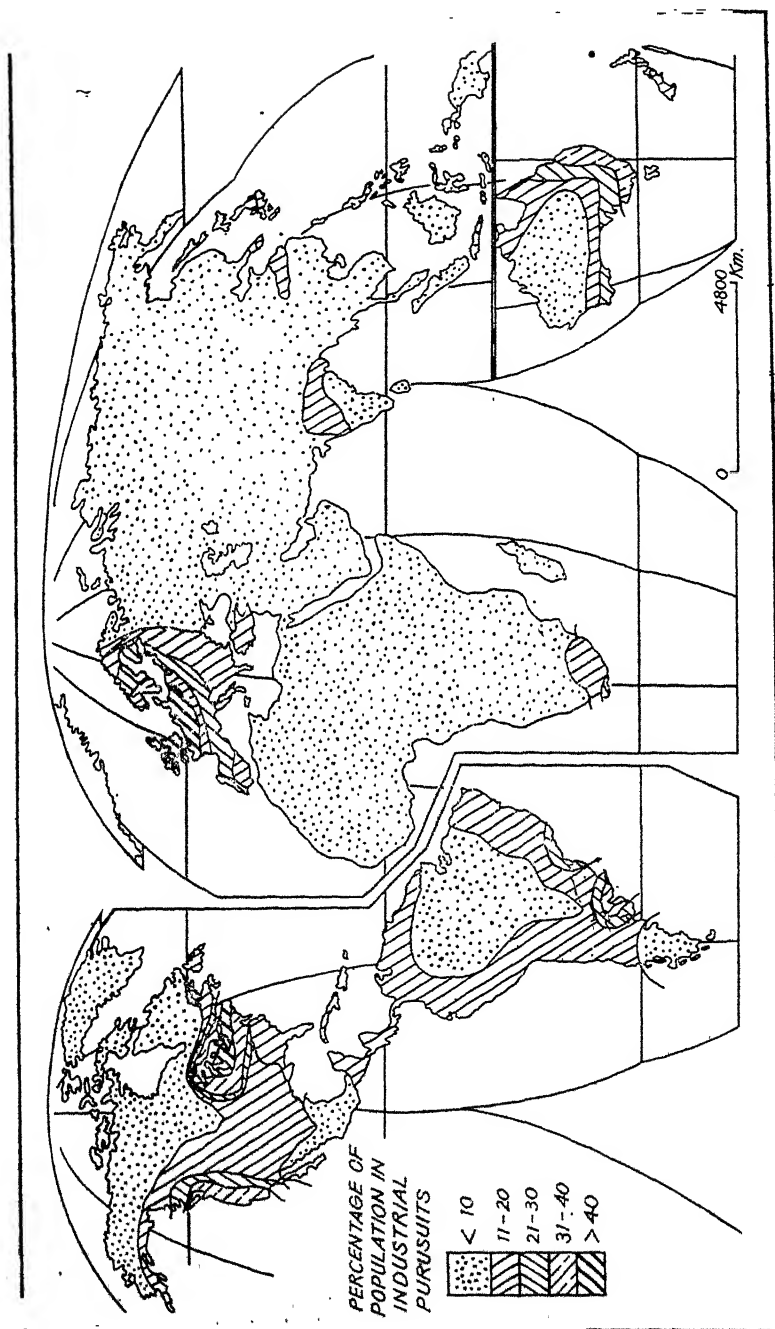 PERCENTAGE OF
POPULATION IN
INDUSTRIAL
PURUSUITS
< 10
11-20
21-30
31-40
>40
0 4800
Km.